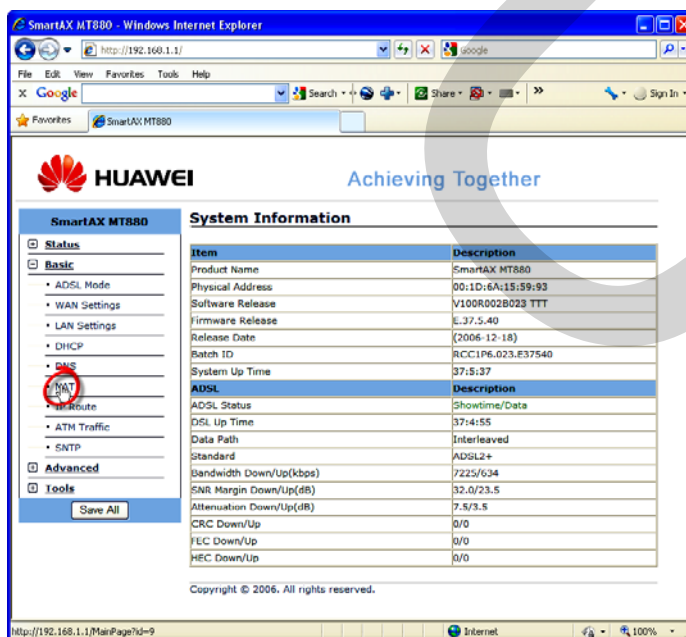 SmartAX MT880 - Windows Internet Explorer
http://192.168.1.1/
Google
File Edit View Favorites Tools Help
x Google Search Share » Sign In
Favorites SmartAX MT880
HUAWEI Achieving Together
SmartAX MT880
Status
Basic
• ADSL Mode
• WAN Settings
• LAN Settings
• DHCP
• DNS
• NAT
• IP Route
• ATM Traffic
• SNTP
Advanced
Tools
Save All
System Information
Item Description
Product Name SmartAX MT880
Physical Address 00:1D:6A:15:59:93
Software Release V100R002B023 TTT
Firmware Release E.37.5.40
Release Date (2006-12-18)
Batch ID RCC1P6.023.E37540
System Up Time 37:5:37
ADSL Description
ADSL Status Showtime/Data
DSL Up Time 37:4:55
Data Path Interleaved
Standard ADSL2+
Bandwidth Down/Up(kbps) 7225/634
SNR Margin Down/Up(dB) 32.0/23.5
Attenuation Down/Up(dB) 7.5/3.5
CRC Down/Up 0/0
FEC Down/Up 0/0
HEC Down/Up 0/0
Copyright © 2006. All rights reserved.
http://192.168.1.1/MainPage?id=9 Internet 100%